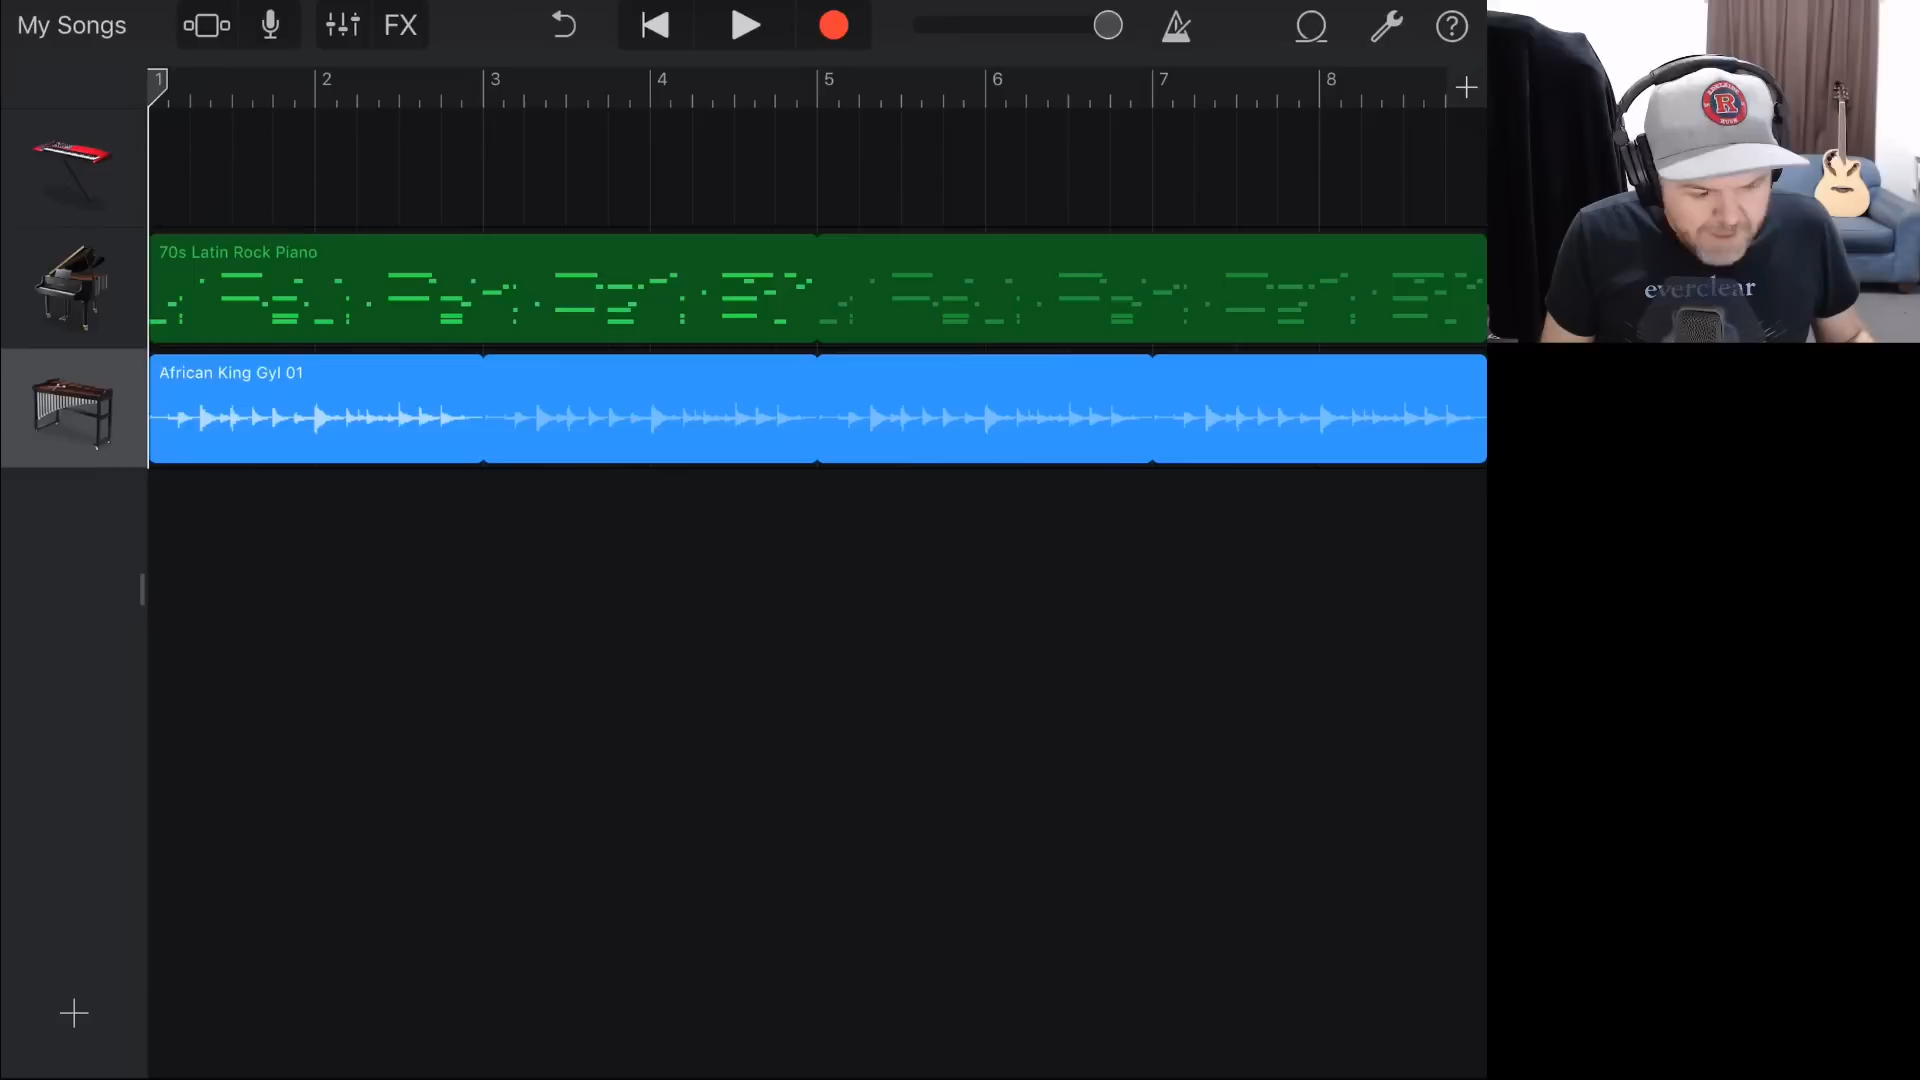 My Songs
FX
1 2 3 4 5 6 7 8
70s Latin Rock Piano
African King Gyl 01
R
everclear